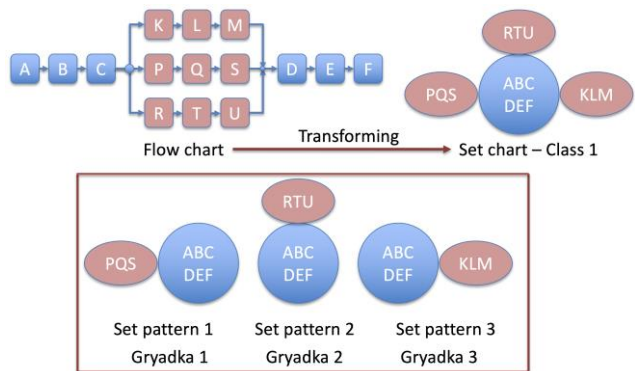 K L M
A B C P Q S D E F
R T U
Flow chart
Transforming
RTU
PQS
ABC
DEF
KLM
Set chart – Class 1
PQS
ABC
DEF
Set pattern 1
Gryadka 1
RTU
ABC
DEF
Set pattern 2
Gryadka 2
ABC
DEF
KLM
Set pattern 3
Gryadka 3